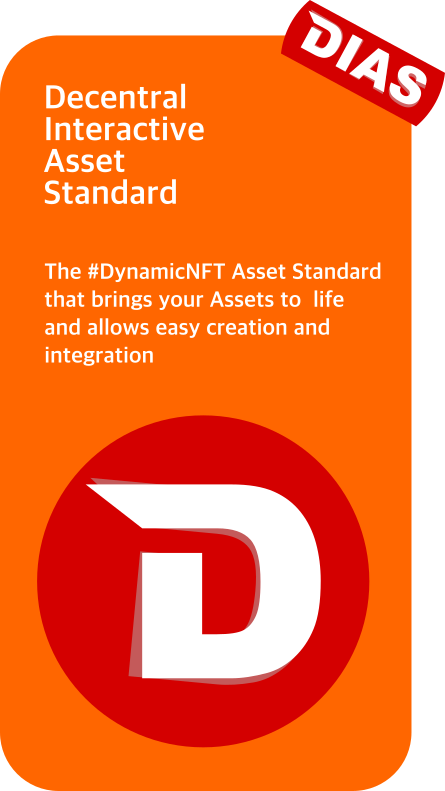 DIAS
Decentral
Interactive
Asset
Standard
The #DynamicNFT Asset Standard
that brings your Assets to  life
and allows easy creation and
integration
D